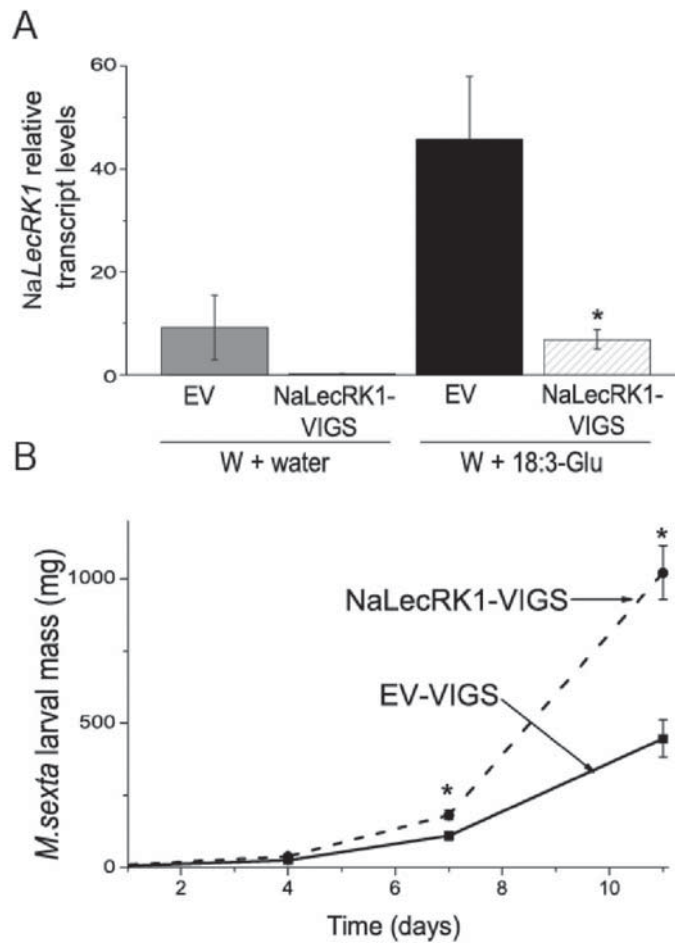 A
NaLecRK1 relative
transcript levels
60
40
20
0
*
EV
NaLecRK1-
VIGS
EV
NaLecRK1-
VIGS
W + water
W + 18:3-Glu
B
M.sexta larval mass (mg)
1000
500
0
*
*
NaLecRK1-VIGS
EV-VIGS
2
4
6
8
10
Time (days)